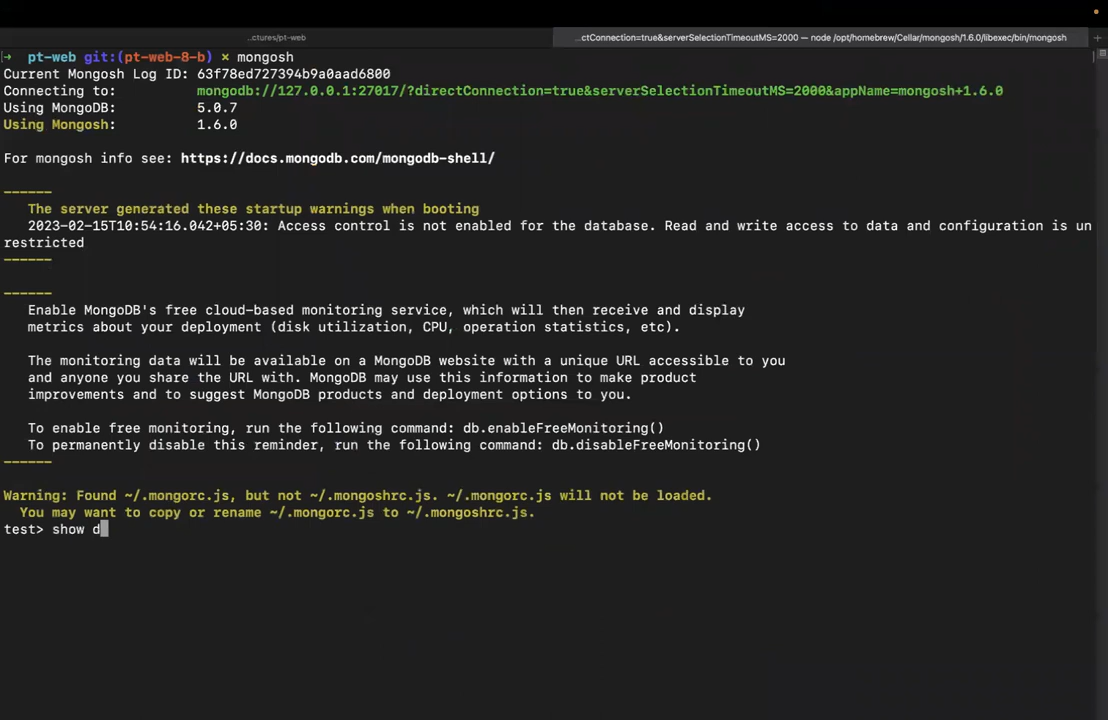 ...ctures/pt-web
...ctConnection=true&serverSelectionTimeoutMS=2000 — node /opt/homebrew/Cellar/mongosh/1.6.0/libexec/bin/mongosh
+
→ pt-web git:(pt-web-8-b) × mongosh
Current Mongosh Log ID: 63f78ed727394b9a0aad6800
Connecting to: mongodb://127.0.0.1:27017/?directConnection=true&serverSelectionTimeoutMS=2000&appName=mongosh+1.6.0
Using MongoDB: 5.0.7
Using Mongosh: 1.6.0
For mongosh info see: https://docs.mongodb.com/mongodb-shell/
------
The server generated these startup warnings when booting
2023-02-15T10:54:16.042+05:30: Access control is not enabled for the database. Read and write access to data and configuration is un
restricted
------
------
Enable MongoDB's free cloud-based monitoring service, which will then receive and display
metrics about your deployment (disk utilization, CPU, operation statistics, etc).
The monitoring data will be available on a MongoDB website with a unique URL accessible to you
and anyone you share the URL with. MongoDB may use this information to make product
improvements and to suggest MongoDB products and deployment options to you.
To enable free monitoring, run the following command: db.enableFreeMonitoring()
To permanently disable this reminder, run the following command: db.disableFreeMonitoring()
------
Warning: Found ~/.mongorc.js, but not ~/.mongoshrc.js. ~/.mongorc.js will not be loaded.
You may want to copy or rename ~/.mongorc.js to ~/.mongoshrc.js.
test> show d